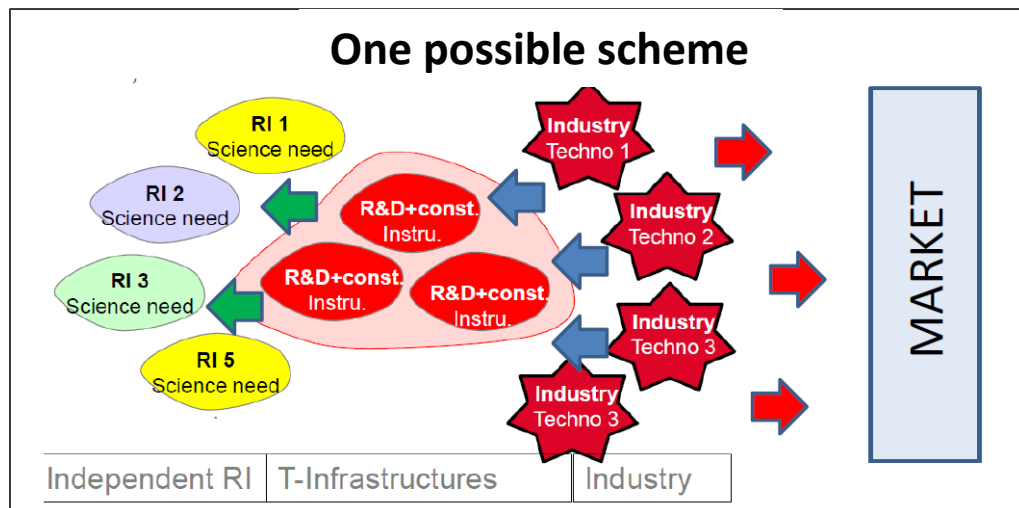 One possible scheme
RI 1
Science need
RI 2
Science need
RI 3
Science need
RI 5
Science need
R&D+const.
Instru.
R&D+const.
Instru.
R&D+const.
Instru.
Industry
Techno 1
Industry
Techno 2
Industry
Techno 3
Industry
Techno 3
MARKET
Independent RI
T-Infrastructures
Industry